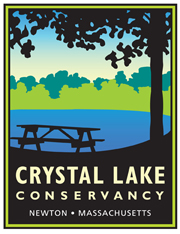 CRYSTAL LAKE
CONSERVANCY
NEWTON • MASSACHUSETTS